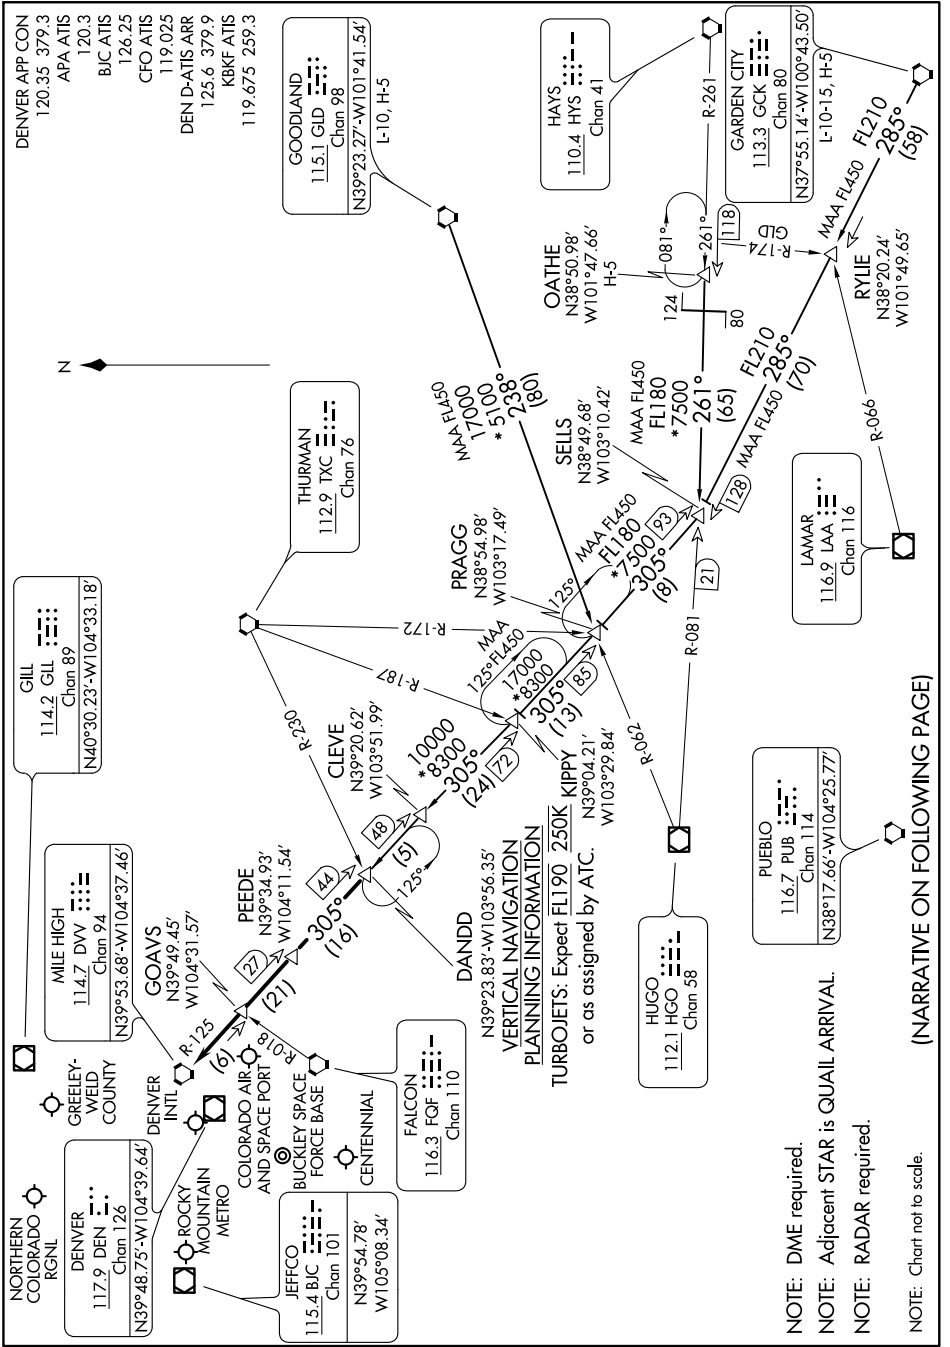 DENVER APP CON
120.35 379.3
APA ATIS
120.3
BJC ATIS
126.25
CFO ATIS
119.025
DEN D-ATIS ARR
125.6 379.9
KBKF ATIS
119.675 259.3
NORTHERN
COLORADO
RGNL
GREELEY-
WELD
COUNTY
GILL
114.2 GLL
Chan 89
N40°30.23'-W104°33.18'
DENVER
117.9 DEN
Chan 126
N39°48.75'-W104°39.64'
DENVER
INTL
MILE HIGH
114.7 DVV
Chan 94
N39°53.68'-W104°37.46'
ROCKY
MOUNTAIN
METRO
JEFFCO
115.4 BJC
Chan 101
N39°54.78'
W105°08.34'
COLORADO AIR
AND SPACE PORT
BUCKLEY SPACE
FORCE BASE
CENTENNIAL
FALCON
116.3 FQF
Chan 110
R-125
(6)
R-018
GOAVS
N39°49.45'
W104°31.57'
27
(21)
PEEDE
N39°34.93'
W104°11.54'
44
305°
(16)
DANDD
N39°23.83'-W103°56.35'
VERTICAL NAVIGATION
PLANNING INFORMATION
TURBOJETS: Expect FL190 250K
or as assigned by ATC.
R-230
CLEVE
N39°20.62'
W103°51.99'
48
(5)
125°
10000
*8300
305°
(24)
72
KIPPY
N39°04.21'
W103°29.84'
R-187
MAA
FL450
125°
17000
*8300
305°
(13)
85
THURMAN
112.9 TXC
Chan 76
R-172
PRAGG
N38°54.98'
W103°17.49'
125°
MAA FL450
FL180
*7500
305°
(8)
93
R-062
HUGO
112.1 HGO
Chan 58
R-081
21
128
SELLS
N38°49.68'
W103°10.42'
N
GOODLAND
115.1 GLD
Chan 98
N39°23.27'-W101°41.54'
L-10, H-5
MAA FL450
17000
*5100
238°
(80)
MAA FL450
FL180
*7500
261°
(65)
124
80
OATHE
N38°50.98'
W101°47.66'
H-5
081°
261°
118
R-261
HAYS
110.4 HYS
Chan 41
R-174
GLD
GARDEN CITY
113.3 GCK
Chan 80
N37°55.14'-W100°43.50'
L-10-15, H-5
MAA FL450
FL210
285°
(58)
RYLIE
N38°20.24'
W101°49.65'
MAA FL450
FL210
285°
(70)
R-066
LAMAR
116.9 LAA
Chan 116
PUEBLO
116.7 PUB
Chan 114
N38°17.66'-W104°25.77'
NOTE: DME required.
NOTE: Adjacent STAR is QUAIL ARRIVAL.
NOTE: RADAR required.
NOTE: Chart not to scale.
(NARRATIVE ON FOLLOWING PAGE)